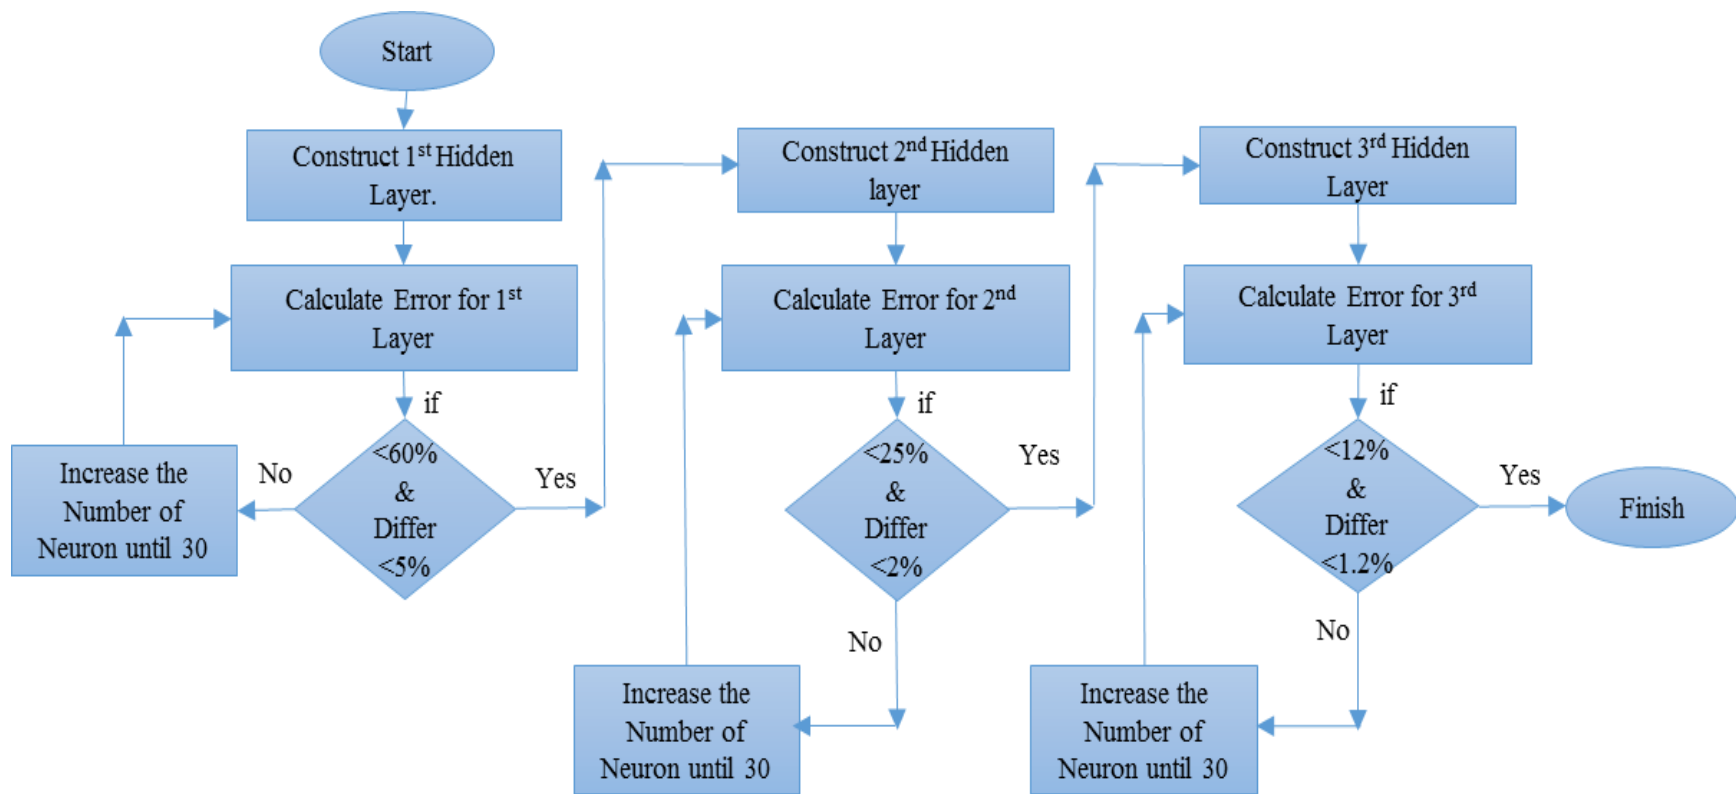 Start
Construct 1st Hidden
Layer.
Calculate Error for 1st
Layer
if
<60%
&
Differ
<5%
No
Increase the
Number of
Neuron until 30
Yes
Construct 2nd Hidden
layer
Calculate Error for 2nd
Layer
if
<25%
&
Differ
<2%
No
Increase the
Number of
Neuron until 30
Yes
Construct 3rd Hidden
Layer
Calculate Error for 3rd
Layer
if
<12%
&
Differ
<1.2%
No
Increase the
Number of
Neuron until 30
Yes
Finish